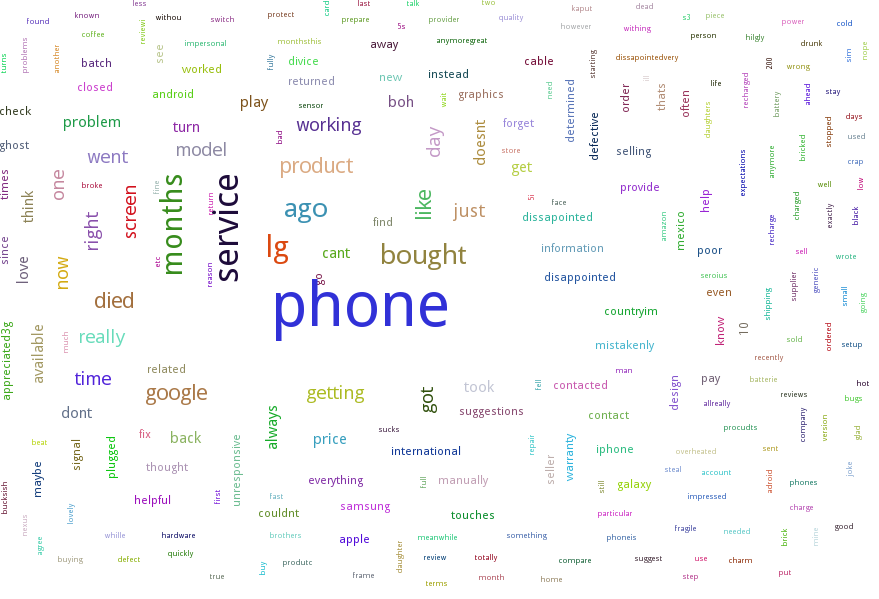 less last talk two
found known switch card protect prepare 5s provider quality kaput dead s3 piece power cold
coffee review withou however withing
turns problems another see impersonal monthsthis away anymoregreat person hilgly drunk sim nope
batch worked fully divice cable starting dissapointedvery 200 wrong
closed android returned new instead need determined order thats often life recharged battery ahead stay
check play sensor boh wait graphics defective daughters days
problem turn bad working day doesnt forget stopped used
ghost went model store selling expectations anymore bricked crap
times one broke fine product get 5i provide help well low
think screen months return service ago like just face dissapointed amazon mexico recharge charged exactly black
since right etc find information poor sell wrote
love now reason lg cant go bought disappointed seroius supplier generic small going
died phone countryim even shipping
appreciated3g available much really mistakenly know 10 sold ordered setup
related man recently
time google getting got took fell contacted design pay batterie hot
dont always suggestions contact allreally reviews bugs
beat signal plugged fix back unresponsive price sucks international repair warranty iphone procudts company version glad
maybe thought seller overheated sent joke
everything full manually still galaxy steal account adroid phones
bucksish lovely helpful first fast samsung impressed charge
nexus couldnt touches particular
agree whille hardware brothers apple meanwhile something phoneis fragile needed brick mine good
buying defect quickly buy produtc daughter review totally compare suggest use charm
true frame terms month home step put